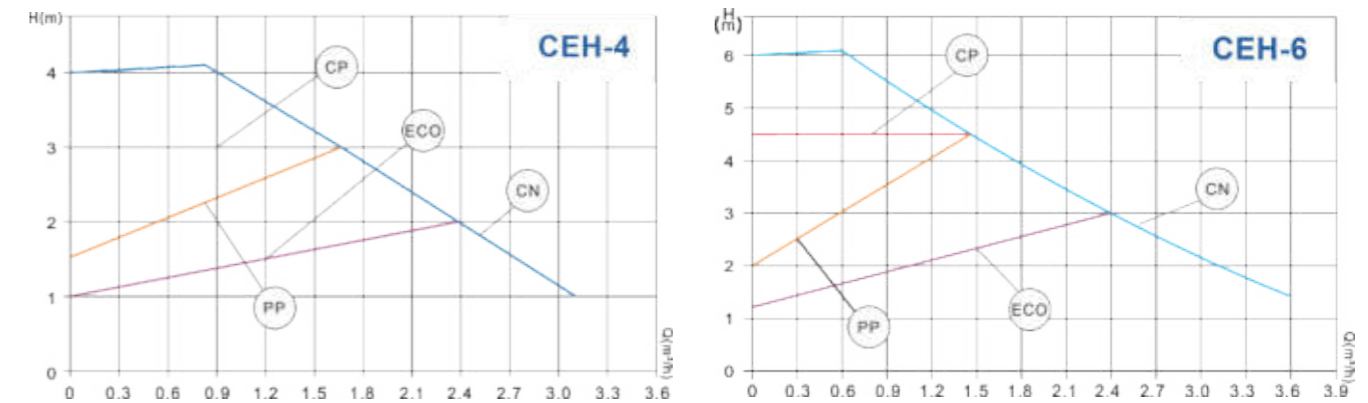 H(m)
CEH-4
4
3
2
1
0
CP
ECO
CN
PP
0 0.3 0.6 0.9 1.2 1.5 1.8 2.1 2.4 2.7 3.0 3.3 3.6
Q(m³/h)
H
(m)
CEH-6
6
5
4
3
2
1
0
CP
CN
ECO
PP
0 0.3 0.6 0.9 1.2 1.5 1.8 2.1 2.4 2.7 3.0 3.3 3.6 3.9
Q(m³/h)